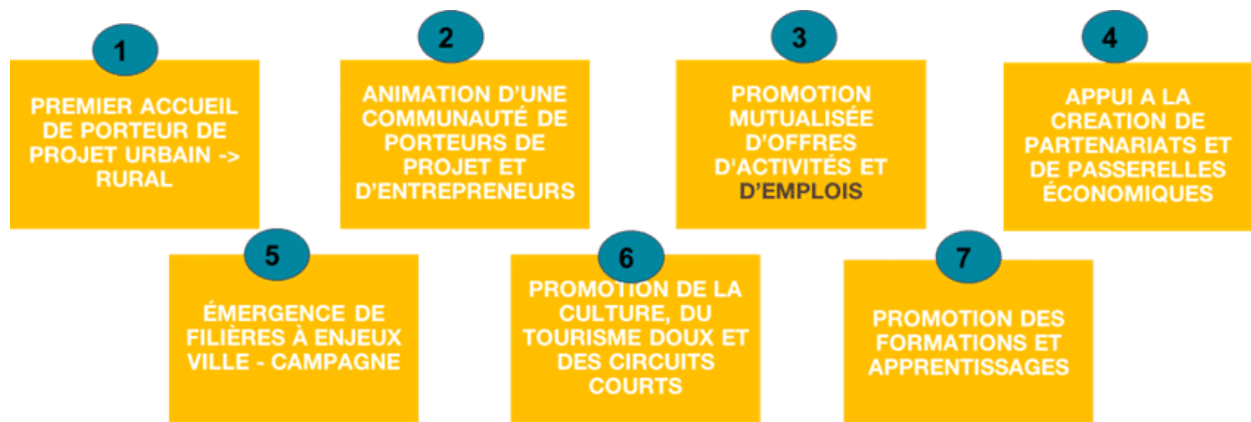 1
PREMIER ACCUEIL
DE PORTEUR DE
PROJET URBAIN ->
RURAL
2
ANIMATION D'UNE
COMMUNAUTÉ DE
PORTEURS DE
PROJET ET
D'ENTREPRENEURS
3
PROMOTION
MUTUALISÉE
D'OFFRES
D'ACTIVITÉS ET
D'EMPLOIS
4
APPUI A LA
CREATION DE
PARTENARIATS ET
DE PASSERELLES
ÉCONOMIQUES
5
ÉMERGENCE DE
FILIÈRES À ENJEUX
VILLE - CAMPAGNE
6
PROMOTION DE LA
CULTURE, DU
TOURISME DOUX ET
DES CIRCUITS
COURTS
7
PROMOTION DES
FORMATIONS ET
APPRENTISSAGES